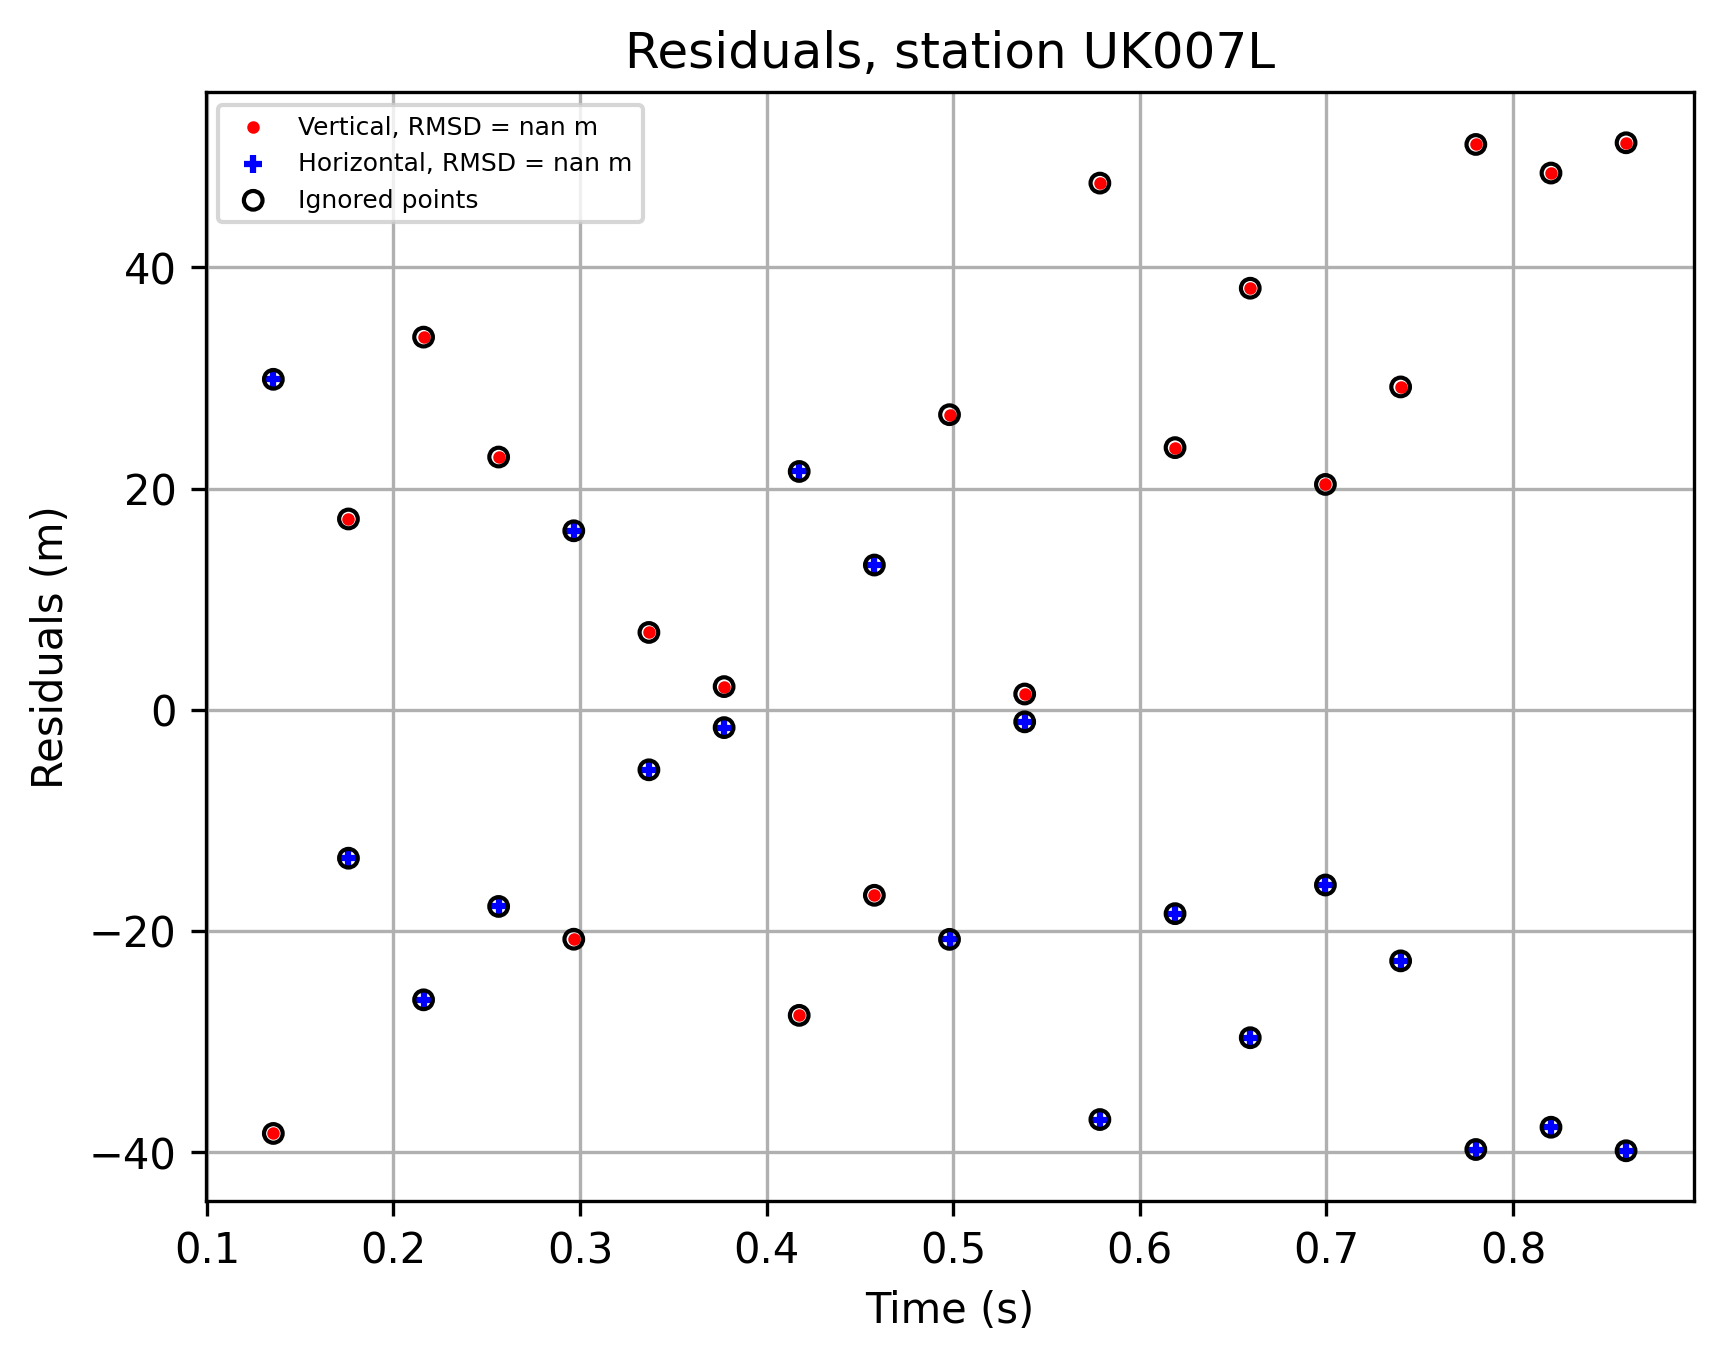 Residuals, station UK007L
Vertical, RMSD = nan m
Horizontal, RMSD = nan m
Ignored points
Residuals (m)
40
20
0
−20
−40
0.1 0.2 0.3 0.4 0.5 0.6 0.7 0.8
Time (s)